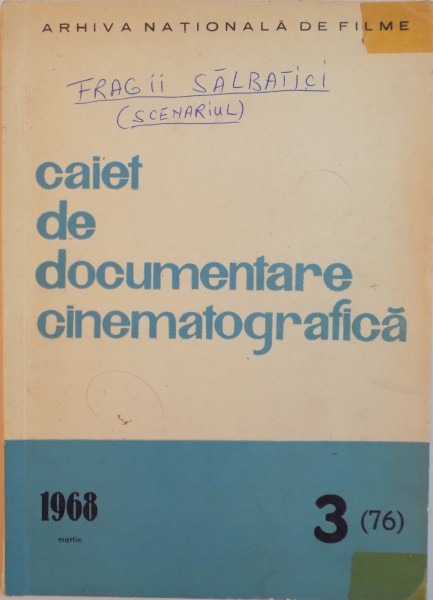 ARHIVA NAȚIONALĂ DE FILME
FRAGII SĂLBATICI
(SCENARIUL)
caiet
de
documentare
cinematografică
1968
martie
3 (76)